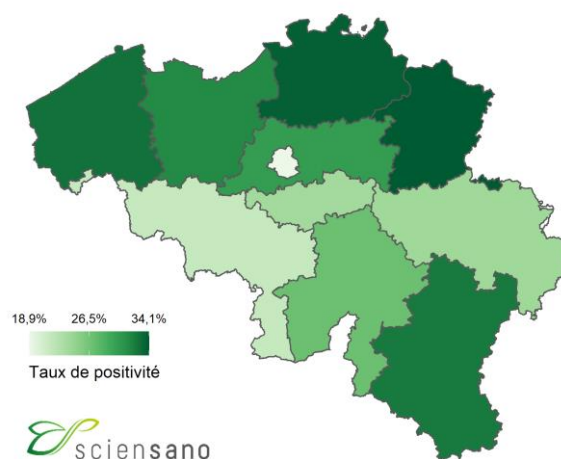 18,9% 26,5% 34,1%
Taux de positivité
sciensano